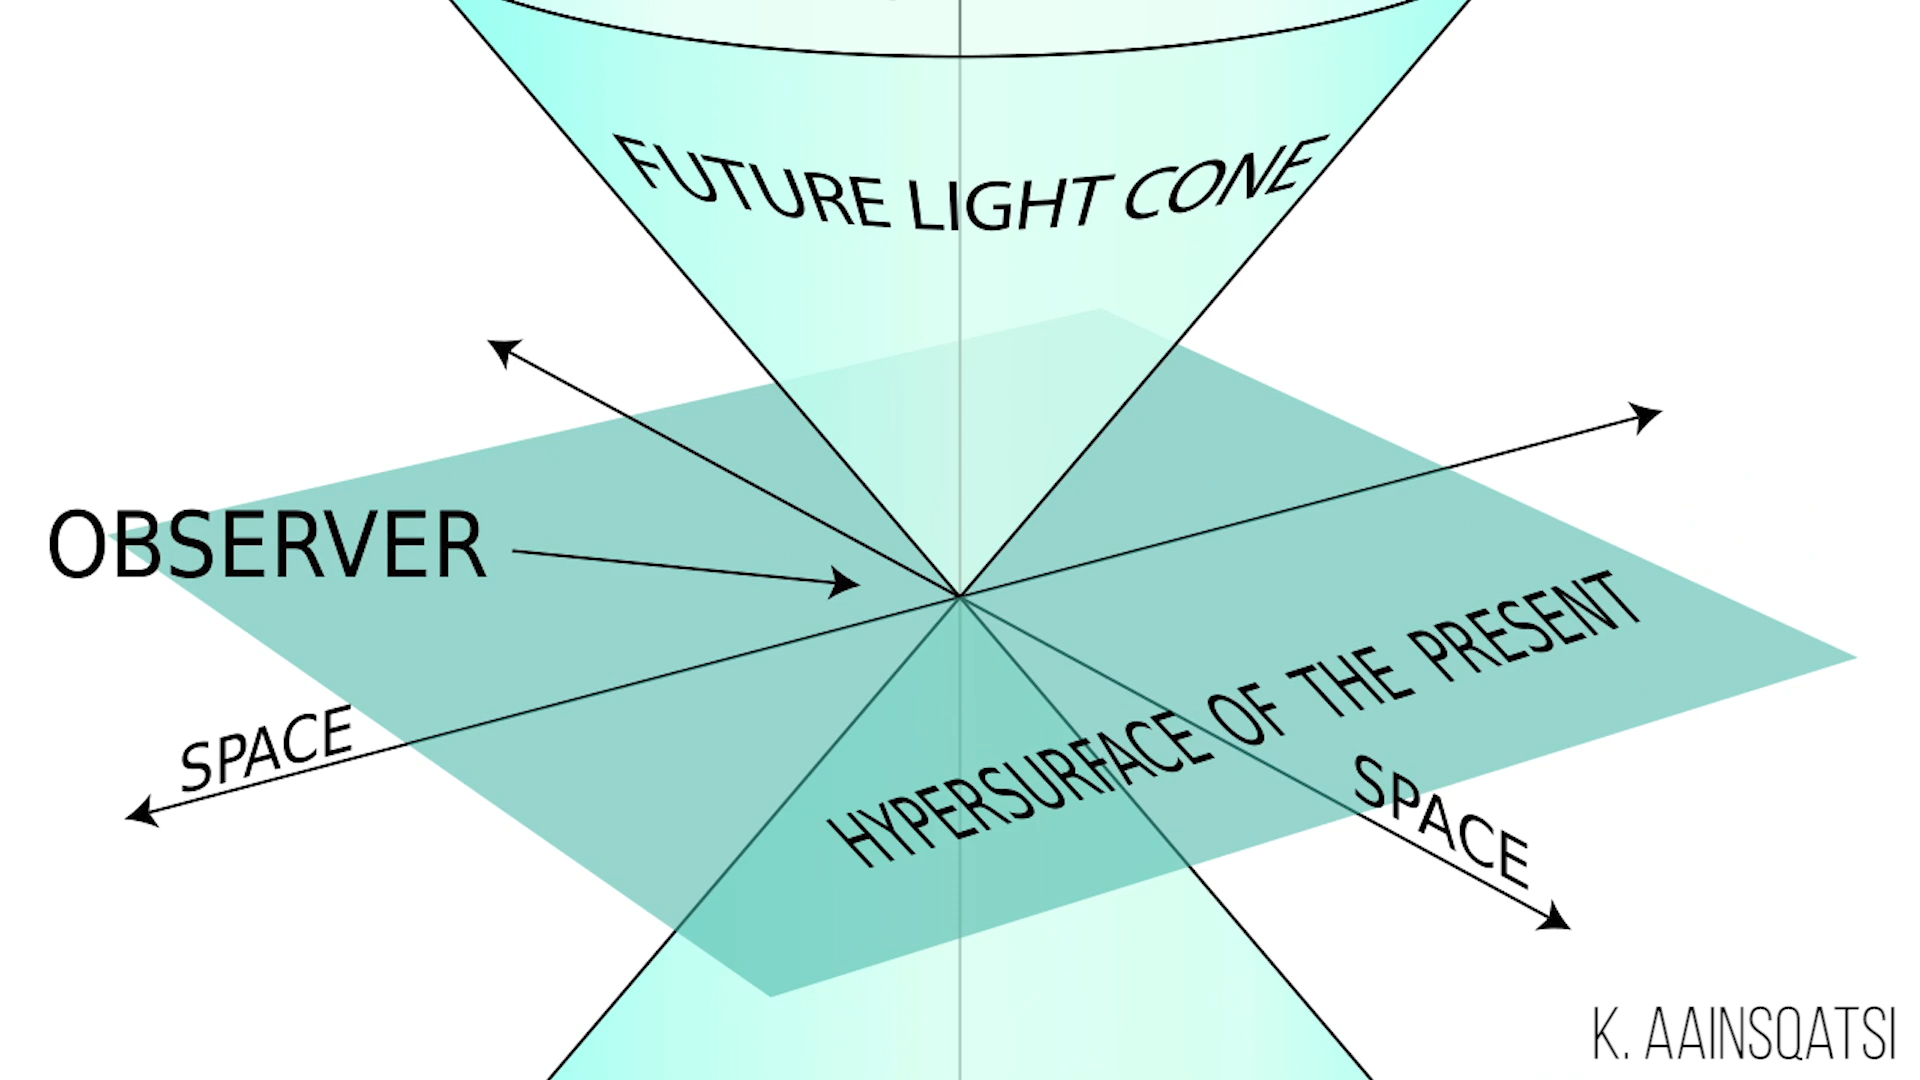 FUTURE LIGHT CONE
OBSERVER
HYPERSURFACE OF THE PRESENT
SPACE
SPACE
K. AAINSQATSI